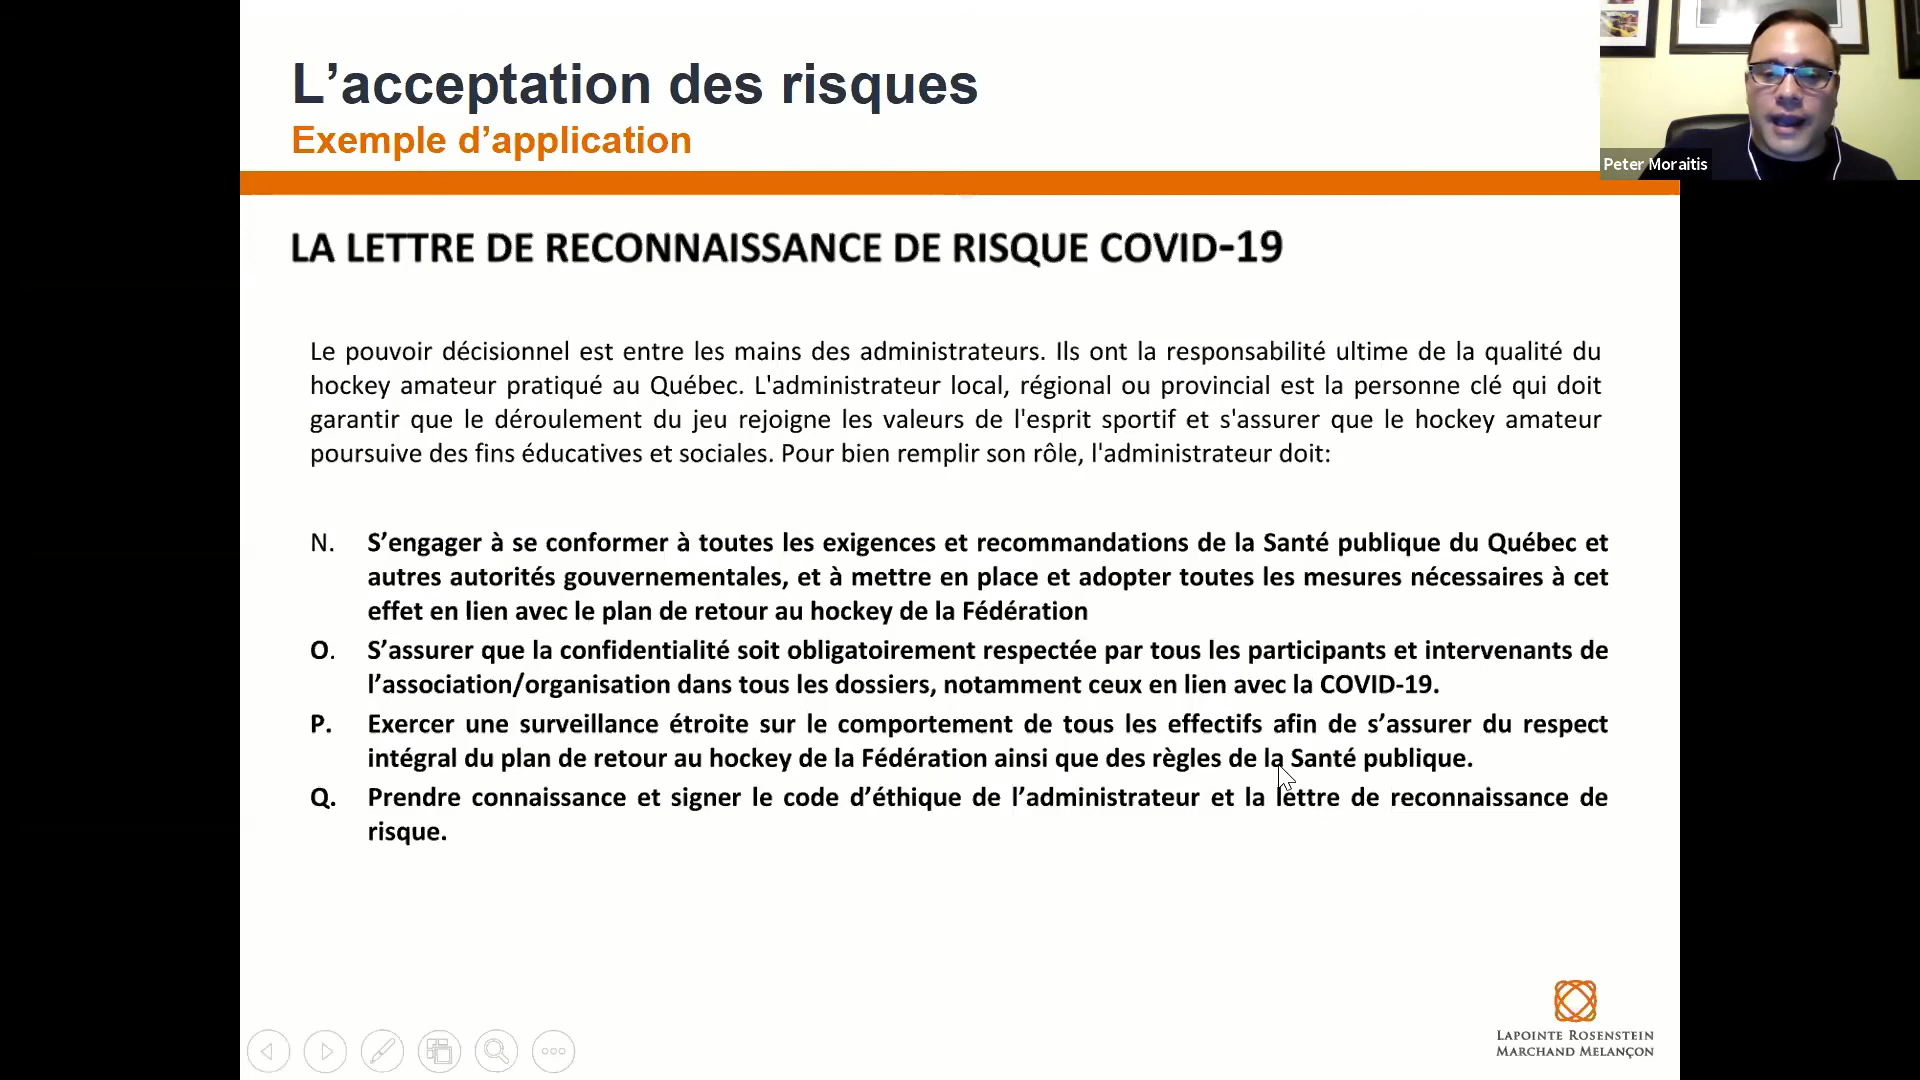 L’acceptation des risques
Exemple d’application
Peter Moraitis
LA LETTRE DE RECONNAISSANCE DE RISQUE COVID-19
Le pouvoir décisionnel est entre les mains des administrateurs. Ils ont la responsabilité ultime de la qualité du
hockey amateur pratiqué au Québec. L'administrateur local, régional ou provincial est la personne clé qui doit
garantir que le déroulement du jeu rejoigne les valeurs de l'esprit sportif et s'assurer que le hockey amateur
poursuive des fins éducatives et sociales. Pour bien remplir son rôle, l'administrateur doit:
N. S’engager à se conformer à toutes les exigences et recommandations de la Santé publique du Québec et
autres autorités gouvernementales, et à mettre en place et adopter toutes les mesures nécessaires à cet
effet en lien avec le plan de retour au hockey de la Fédération
O. S’assurer que la confidentialité soit obligatoirement respectée par tous les participants et intervenants de
l’association/organisation dans tous les dossiers, notamment ceux en lien avec la COVID-19.
P. Exercer une surveillance étroite sur le comportement de tous les effectifs afin de s’assurer du respect
intégral du plan de retour au hockey de la Fédération ainsi que des règles de la Santé publique.
Q. Prendre connaissance et signer le code d’éthique de l’administrateur et la lettre de reconnaissance de
risque.
LAPOINTE ROSENSTEIN
MARCHAND MELANÇON